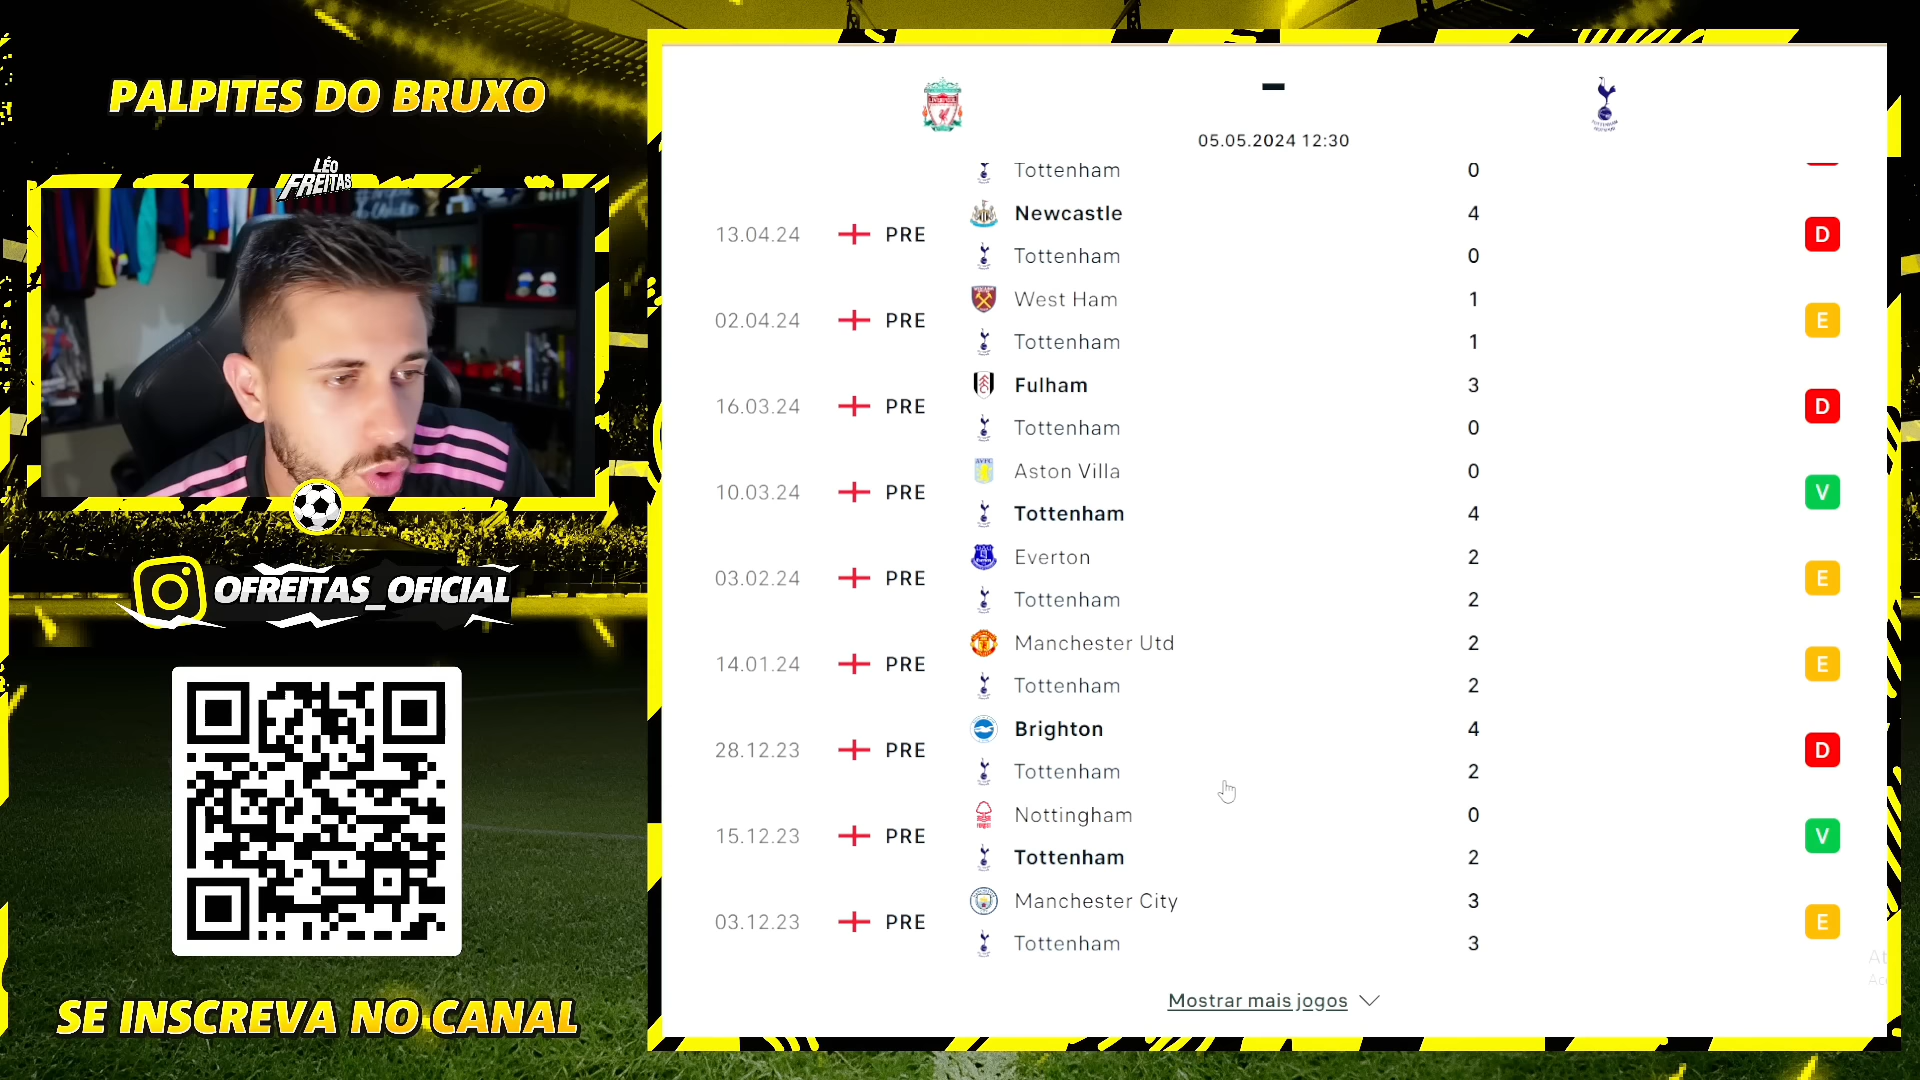 PALPITES DO BRUXO
LÉO
FREITAS
OFREITAS_OFICIAL
SE INSCREVA NO CANAL
05.05.2024 12:30
Tottenham 0
13.04.24 PRE Newcastle 4 D
Tottenham 0
02.04.24 PRE West Ham 1 E
Tottenham 1
16.03.24 PRE Fulham 3 D
Tottenham 0
10.03.24 PRE Aston Villa 0 V
Tottenham 4
03.02.24 PRE Everton 2 E
Tottenham 2
14.01.24 PRE Manchester Utd 2 E
Tottenham 2
28.12.23 PRE Brighton 4 D
Tottenham 2
15.12.23 PRE Nottingham 0 V
Tottenham 2
03.12.23 PRE Manchester City 3 E
Tottenham 3
Mostrar mais jogos